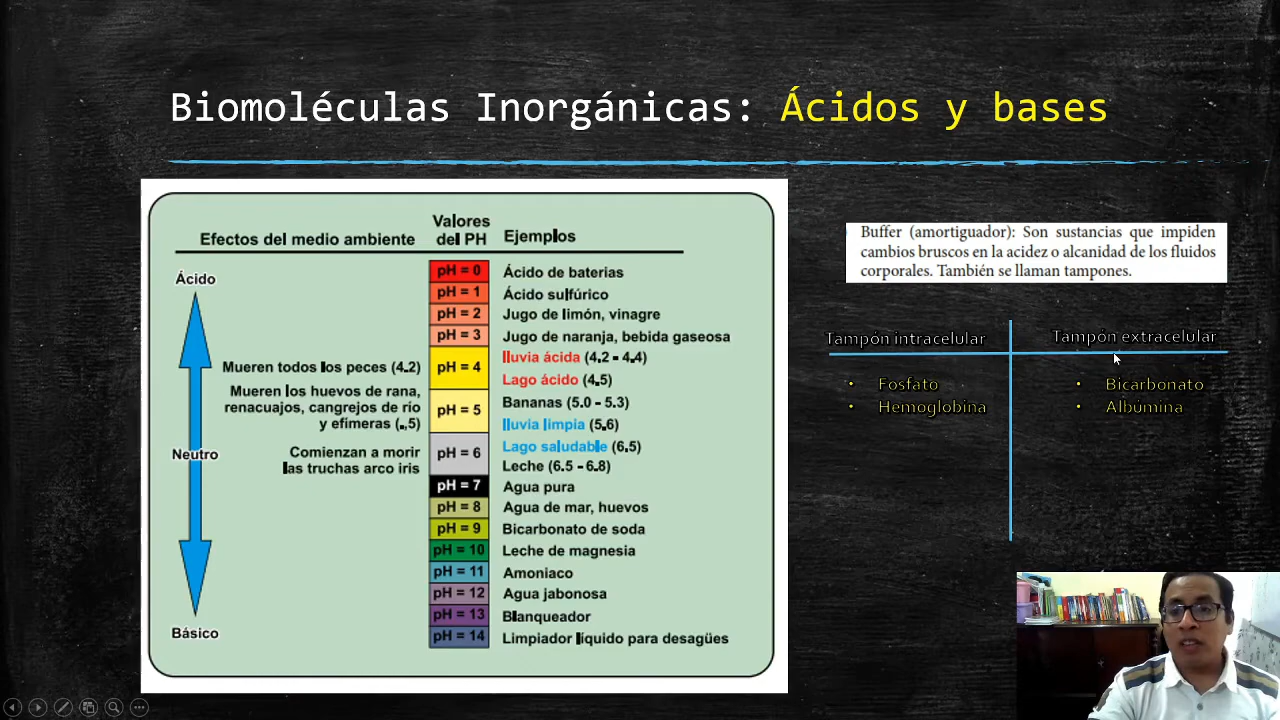 Biomoléculas Inorgánicas: Ácidos y bases
Efectos del medio ambiente
Valores
del PH
Ejemplos
Ácido
pH = 0 Ácido de baterias
pH = 1 Ácido sulfúrico
pH = 2 Jugo de limón, vinagre
pH = 3 Jugo de naranja, bebida gaseosa
Mueren todos los peces (4.2)
pH = 4
lluvia ácida (4.2 - 4.4)
Lago ácido (4.5)
Mueren los huevos de rana,
renacuajos, cangrejos de río
y efímeras (.,5)
pH = 5
Bananas (5.0 - 5.3)
lluvia limpia (5.6)
Neutro
Comienzan a morir
las truchas arco iris
pH = 6
Lago saludable (6.5)
Leche (6.5 - 6.8)
pH = 7 Agua pura
pH = 8 Agua de mar, huevos
pH = 9 Bicarbonato de soda
pH = 10 Leche de magnesia
pH = 11 Amoniaco
pH = 12 Agua jabonosa
pH = 13 Blanqueador
pH = 14 Limpiador líquido para desagües
Básico
Buffer (amortiguador): Son sustancias que impiden
cambios bruscos en la acidez o alcanidad de los fluidos
corporales. También se llaman tampones.
Tampón intracelular
• Fosfato
• Hemoglobina
Tampón extracelular
• Bicarbonato
• Albúmina